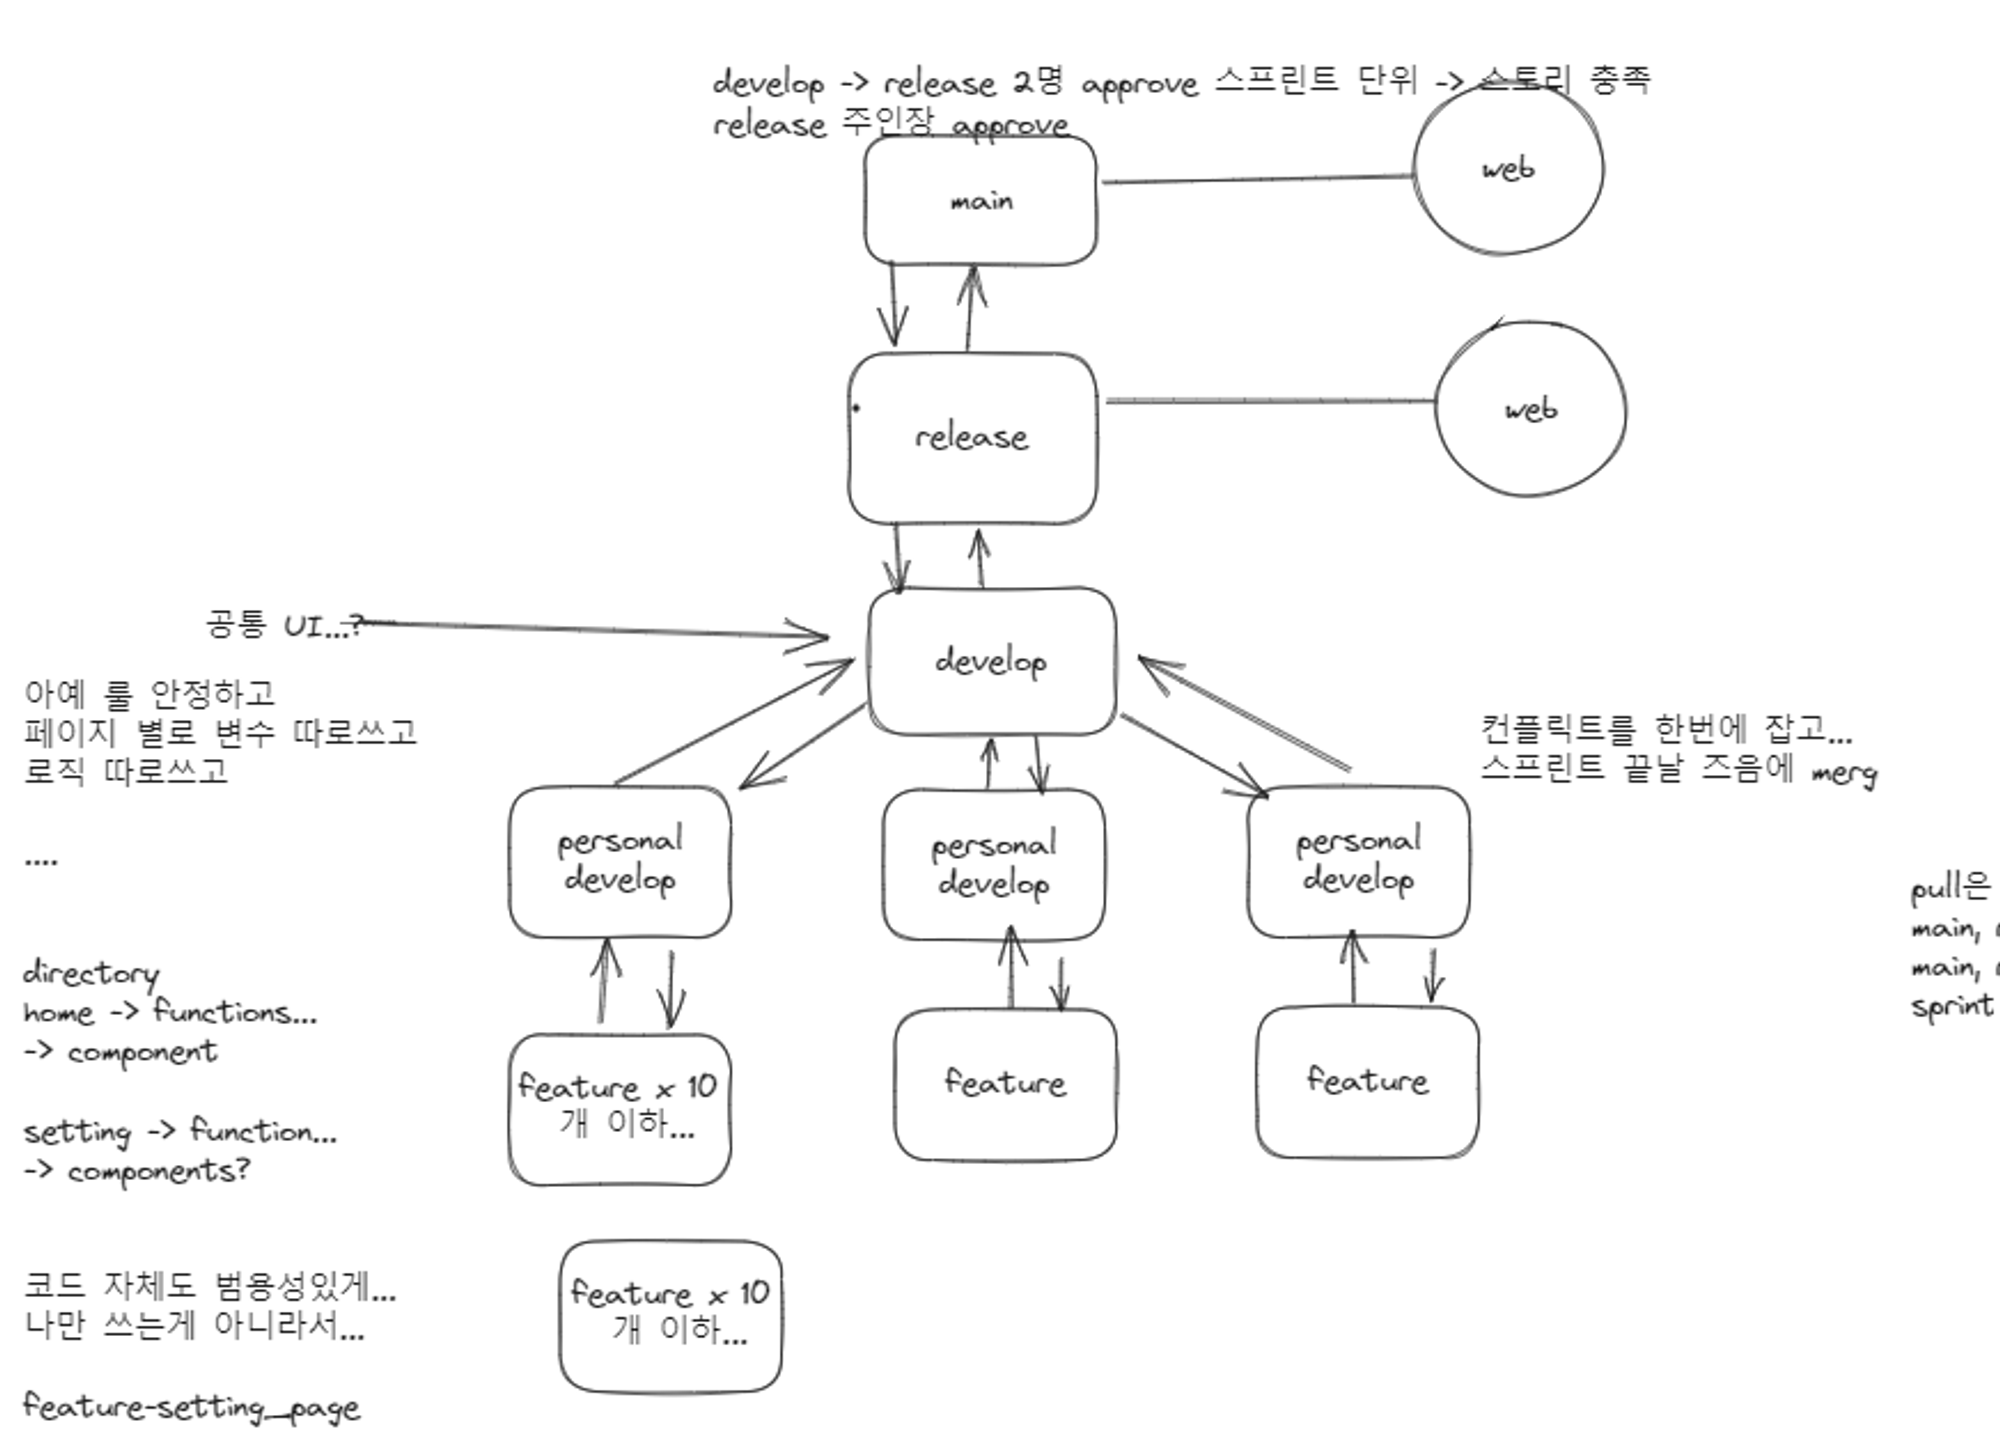 develop -> release 2명 approve 스프린트 단위 -> 스토리 충족
release 주인장 approve
main
web
release
web
공통 UI...?
develop
아예 룰 안정하고
페이지 별로 변수 따로쓰고
로직 따로쓰고
....
컨플릭트를 한번에 잡고...
스프린트 끝날 즈음에 merg
personal
develop
personal
develop
personal
develop
pull은
main,
main,
sprint
directory
home -> functions...
-> component
setting -> function...
-> components?
feature x 10
개 이하...
feature
feature
feature x 10
개 이하...
코드 자체도 범용성있게...
나만 쓰는게 아니라서...
feature-setting_page